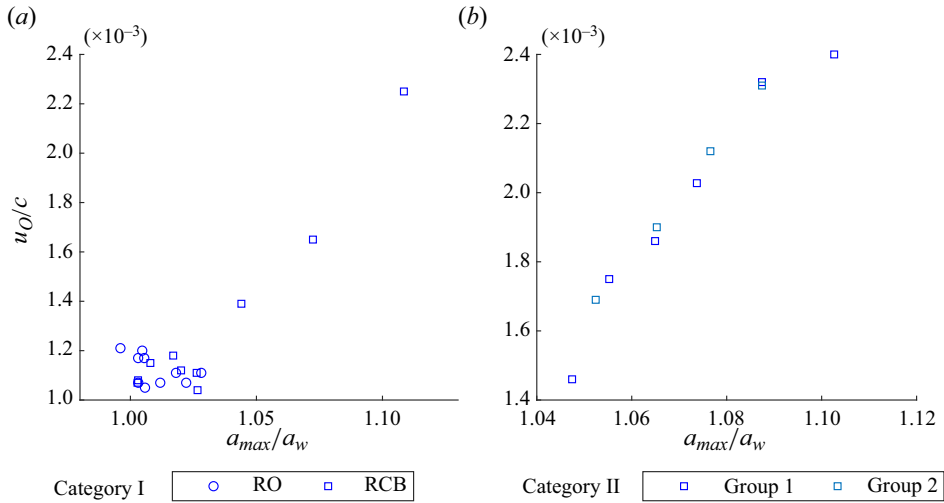 (a)
(×10⁻³)
2.4
2.2
2.0
1.8
1.6
1.4
1.2
1.0
u_O/c
1.00 1.05 1.10
a_max/a_w
Category I RO RCB
(b)
(×10⁻³)
2.4
2.2
2.0
1.8
1.6
1.4
1.04 1.06 1.08 1.10 1.12
a_max/a_w
Category II Group 1 Group 2